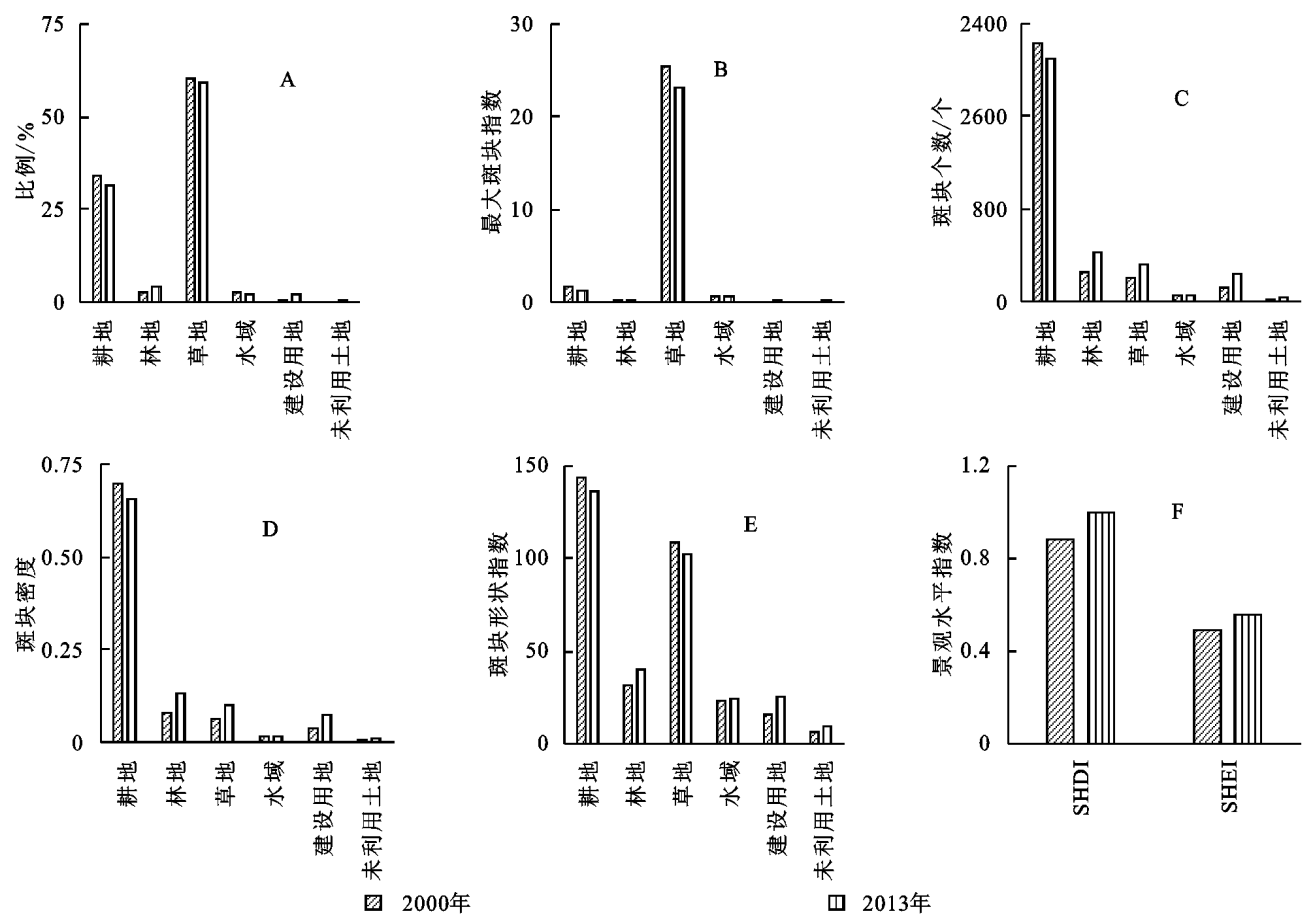 75
50
25
0
比例/%
A
耕地
林地
草地
水域
建设用地
未利用土地
30
20
10
0
最大斑块指数
B
耕地
林地
草地
水域
建设用地
未利用土地
2400
2600
800
0
斑块个数/个
C
耕地
林地
草地
水域
建设用地
未利用土地
0.75
0.50
0.25
0
斑块密度
D
耕地
林地
草地
水域
建设用地
未利用土地
150
100
50
0
斑块形状指数
E
耕地
林地
草地
水域
建设用地
未利用土地
1.2
0.8
0.4
0
景观水平指数
F
SHDI
SHEI
2000年
2013年